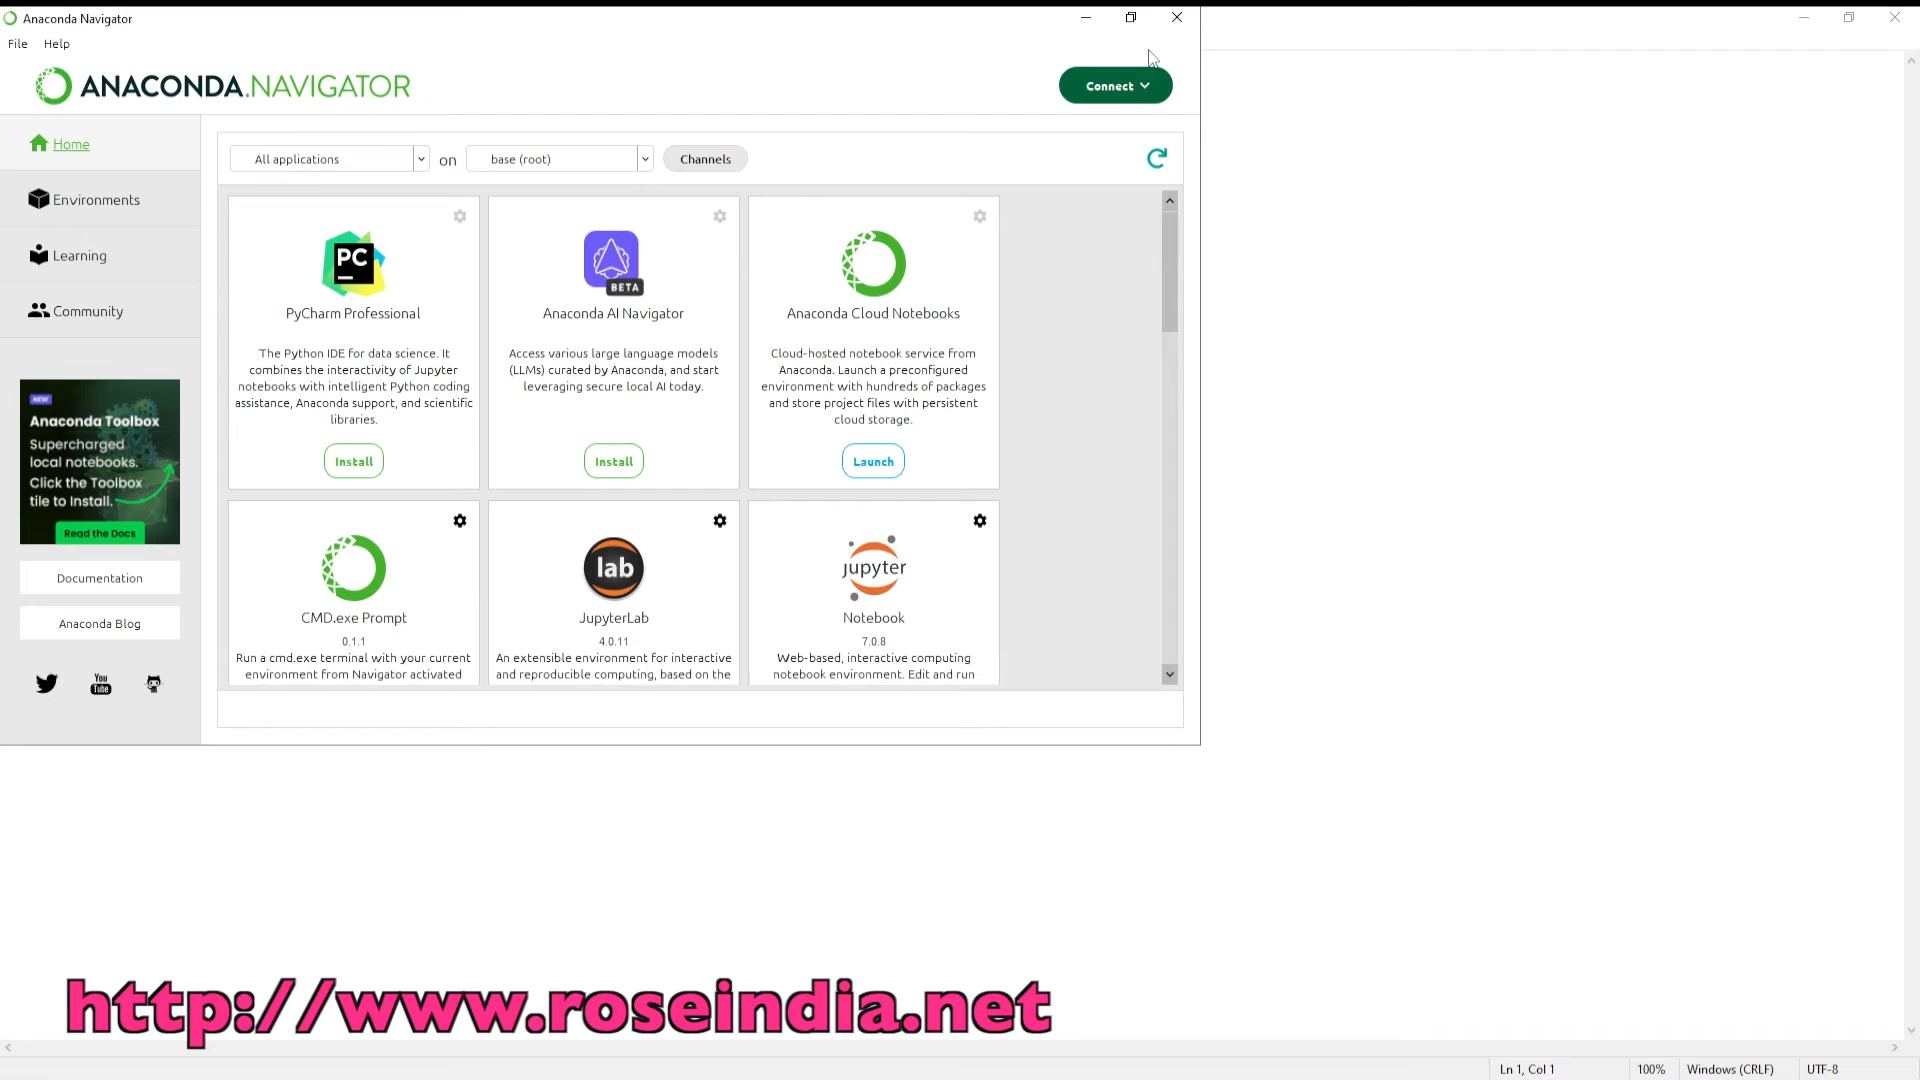 Anaconda Navigator
File Help
ANACONDA.NAVIGATOR
Connect
Home
Environments
Learning
Community
NEW
Anaconda Toolbox
Supercharged
local notebooks.
Click the Toolbox
tile to Install.
Read the Docs
Documentation
Anaconda Blog
You
Tube
All applications on base (root) Channels
PC
PyCharm Professional
The Python IDE for data science. It
combines the interactivity of Jupyter
notebooks with intelligent Python coding
assistance, Anaconda support, and scientific
libraries.
Install
BETA
Anaconda AI Navigator
Access various large language models
(LLMs) curated by Anaconda, and start
leveraging secure local AI today.
Install
Anaconda Cloud Notebooks
Cloud-hosted notebook service from
Anaconda. Launch a preconfigured
environment with hundreds of packages
and store project files with persistent
cloud storage.
Launch
CMD.exe Prompt
0.1.1
Run a cmd.exe terminal with your current
environment from Navigator activated
lab
JupyterLab
4.0.11
An extensible environment for interactive
and reproducible computing, based on the
jupyter
Notebook
7.0.8
Web-based, interactive computing
notebook environment. Edit and run
http://www.roseindia.net
Ln 1, Col 1 100% Windows (CRLF) UTF-8